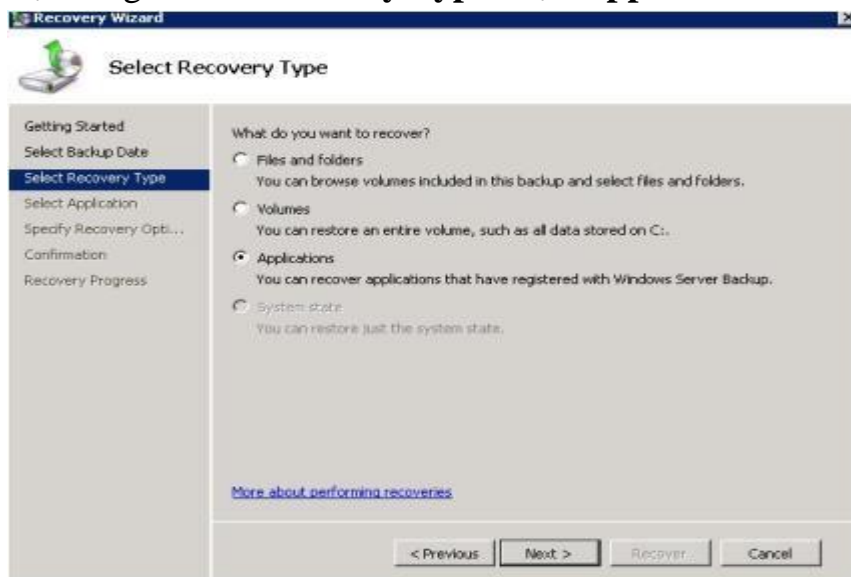 Recovery Wizard
Select Recovery Type
Getting Started
Select Backup Date
Select Recovery Type
Select Application
Specify Recovery Opti...
Confirmation
Recovery Progress
What do you want to recover?
Files and folders
You can browse volumes included in this backup and select files and folders.
Volumes
You can restore an entire volume, such as all data stored on C:.
Applications
You can recover applications that have registered with Windows Server Backup.
System state
You can restore just the system state.
More about performing recoveries
< Previous Next > Recover Cancel